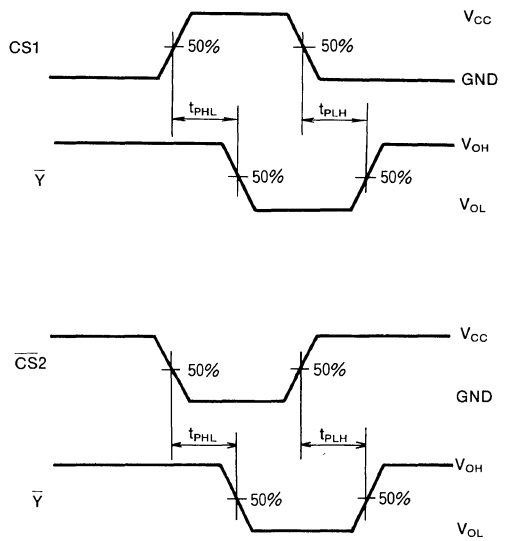 V_CC
CS1 50% 50%
GND
t_PHL t_PLH
V_OH
Y̅ 50% 50%
V_OL
V_CC
C̅S̅2 50% 50%
GND
t_PHL t_PLH
V_OH
Y̅ 50% 50%
V_OL